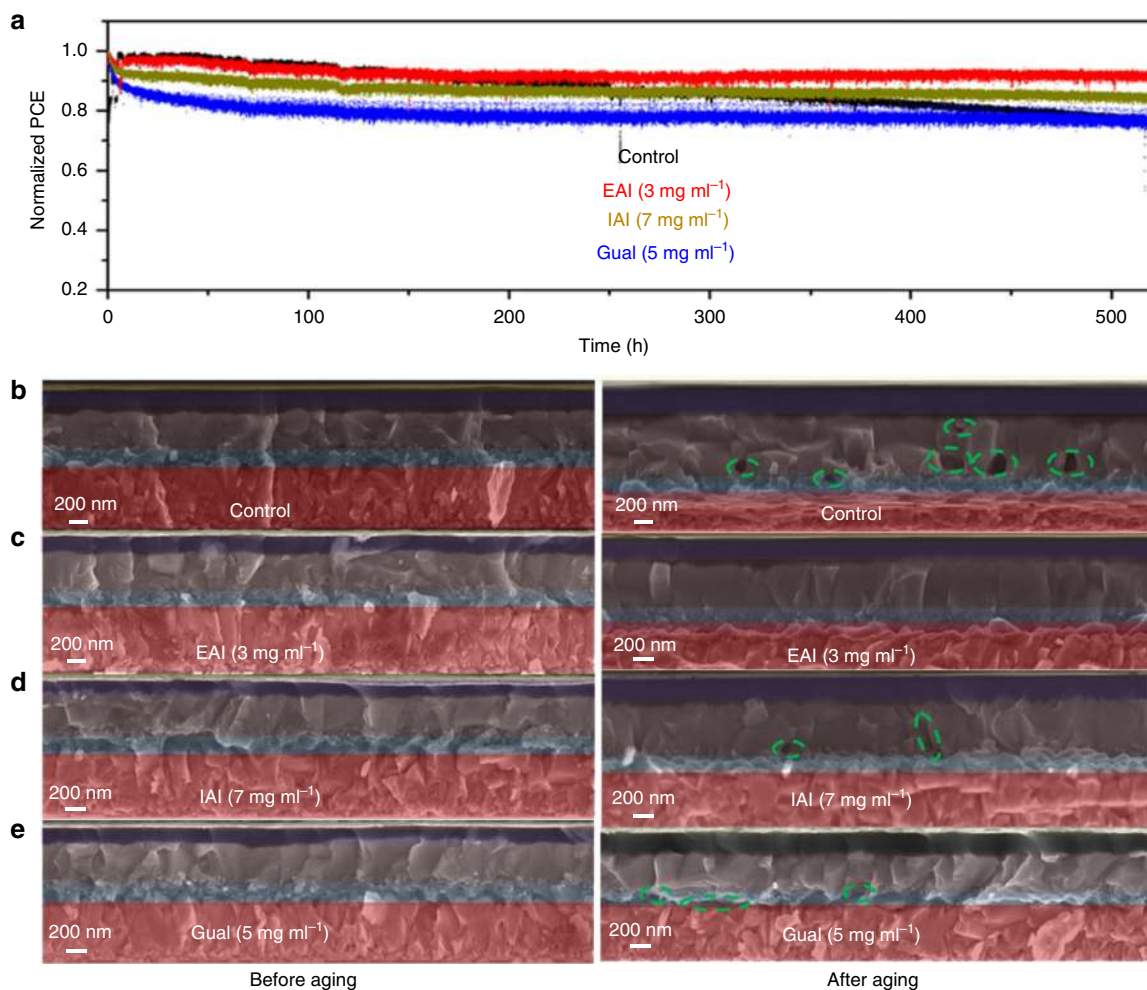 a
1.0
0.8
0.6
0.4
0.2
Normalized PCE
Control
EAI (3 mg ml⁻¹)
IAI (7 mg ml⁻¹)
Gual (5 mg ml⁻¹)
0 100 200 300 400 500
Time (h)
b
200 nm
Control
200 nm
Control
c
200 nm
EAI (3 mg ml⁻¹)
200 nm
EAI (3 mg ml⁻¹)
d
200 nm
IAI (7 mg ml⁻¹)
200 nm
IAI (7 mg ml⁻¹)
e
200 nm
Gual (5 mg ml⁻¹)
200 nm
Gual (5 mg ml⁻¹)
Before aging
After aging